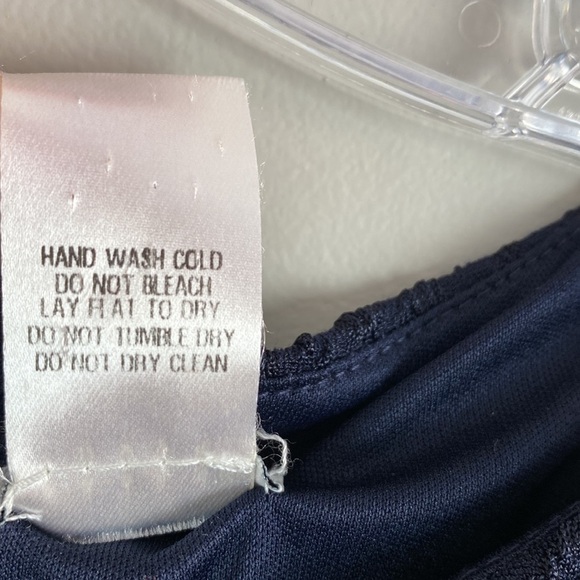 HAND WASH COLD
DO NOT BLEACH
LAY FLAT TO DRY
DO NOT TUMBLE DRY
DO NOT DRY CLEAN